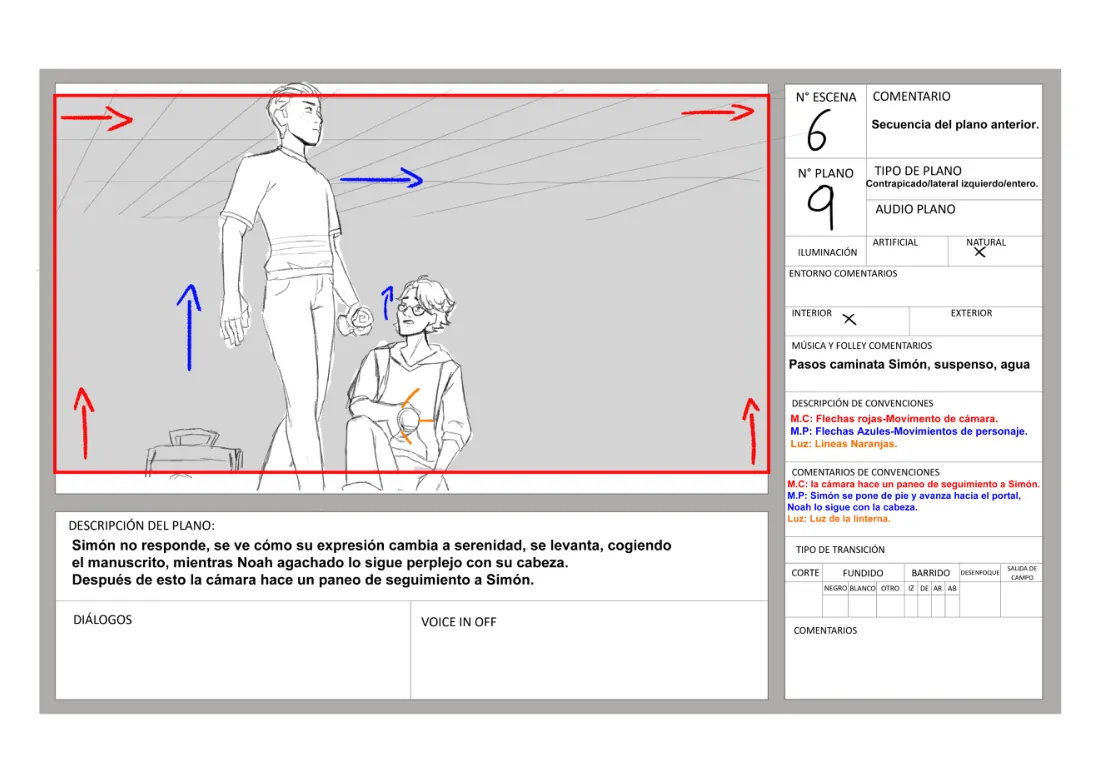 N° ESCENA
6
COMENTARIO
Secuencia del plano anterior.
N° PLANO
9
TIPO DE PLANO
Contrapicado/lateral izquierdo/entero.
AUDIO PLANO
ILUMINACIÓN
ARTIFICIAL
NATURAL
X
ENTORNO COMENTARIOS
INTERIOR X
EXTERIOR
MÚSICA Y FOLLEY COMENTARIOS
Pasos caminata Simón, suspenso, agua
DESCRIPCIÓN DE CONVENCIONES
M.C: Flechas rojas-Movimento de cámara.
M.P: Flechas Azules-Movimientos de personaje.
Luz: Lineas Naranjas.
COMENTARIOS DE CONVENCIONES
M.C: la cámara hace un paneo de seguimiento a Simón.
M.P: Simón se pone de pie y avanza hacia el portal,
Noah lo sigue con la cabeza.
Luz: Luz de la linterna.
TIPO DE TRANSICIÓN
CORTE
FUNDIDO
BARRIDO
DESENFOQUE
SALIDA DE
CAMPO
NEGRO BLANCO OTRO IZ DE AR AB
COMENTARIOS
DESCRIPCIÓN DEL PLANO:
Simón no responde, se ve cómo su expresión cambia a serenidad, se levanta, cogiendo
el manuscrito, mientras Noah agachado lo sigue perplejo con su cabeza.
Después de esto la cámara hace un paneo de seguimiento a Simón.
DIÁLOGOS
VOICE IN OFF